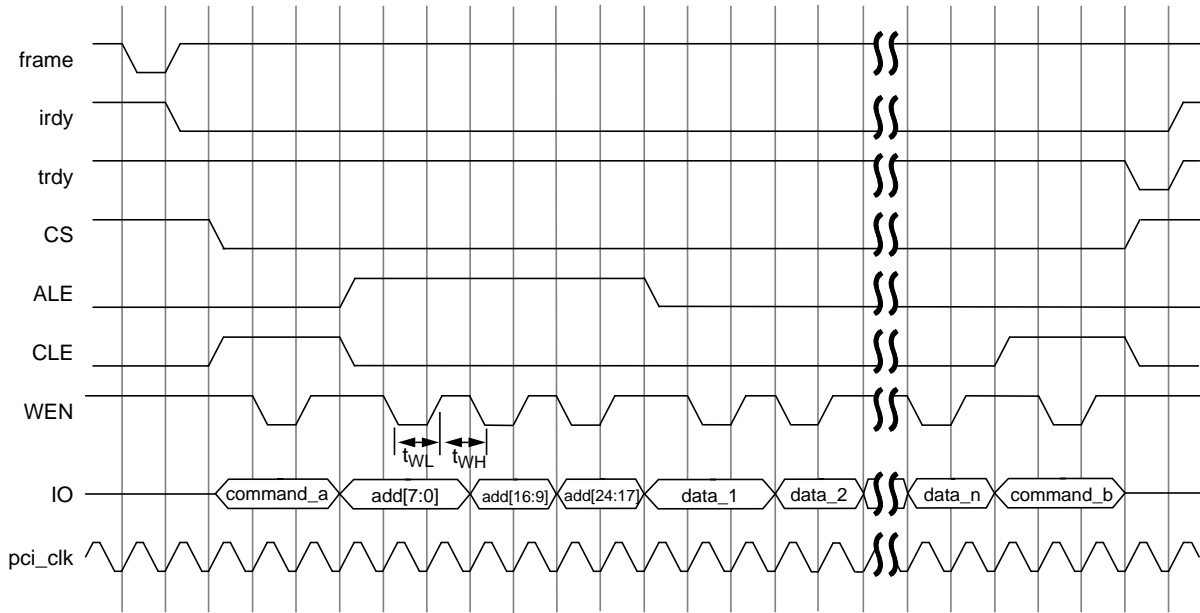 frame
irdy
trdy
CS
ALE
CLE
WEN
tWL tWH
IO command_a add[7:0] add[16:9] add[24:17] data_1 data_2 data_n command_b
pci_clk